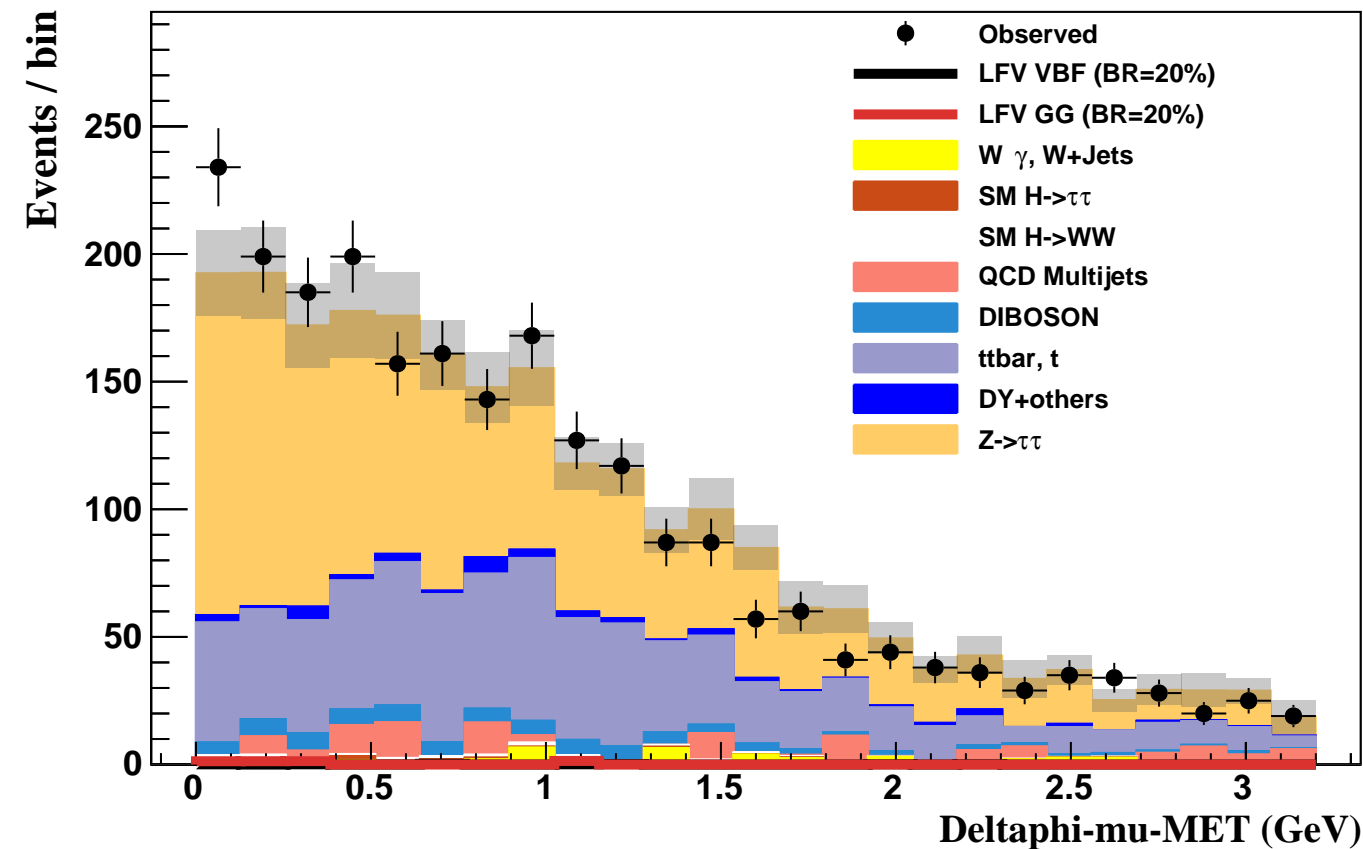 Events / bin
250
200
150
100
50
0
0
0.5
1
1.5
2
2.5
3
Deltaphi-mu-MET (GeV)
Observed
LFV VBF (BR=20%)
LFV GG (BR=20%)
W γ, W+Jets
SM H->ττ
SM H->WW
QCD Multijets
DIBOSON
ttbar, t
DY+others
Z->ττ